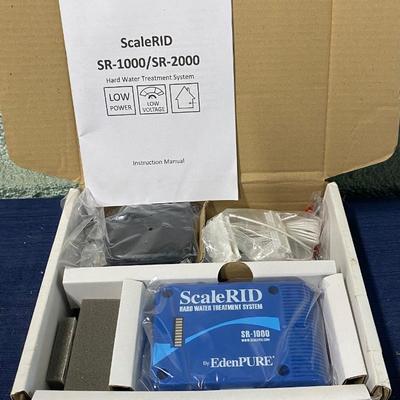 ScaleRID
SR-1000/SR-2000
Hard Water Treatment System
LOW
POWER
LOW
VOLTAGE
Instruction Manual
ScaleRID
HARD WATER TREATMENT SYSTEM
SR-1000
By EdenPURE